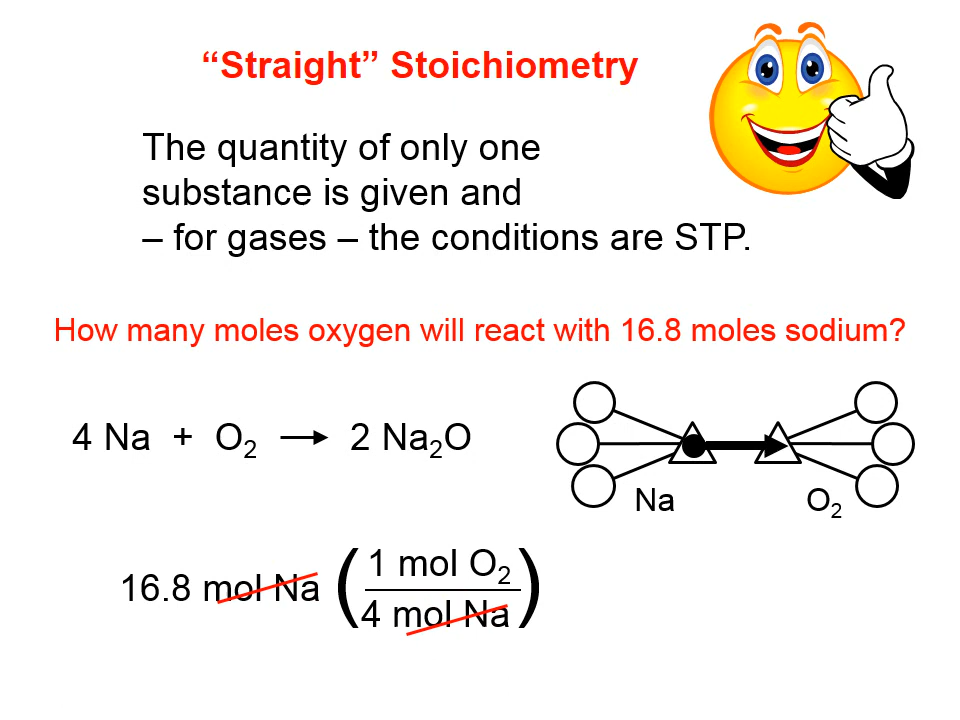 “Straight” Stoichiometry
The quantity of only one
substance is given and
– for gases – the conditions are STP.
How many moles oxygen will react with 16.8 moles sodium?
4 Na + O₂ → 2 Na₂O
Na
O₂
16.8 mol Na (1 mol O₂
4 mol Na)